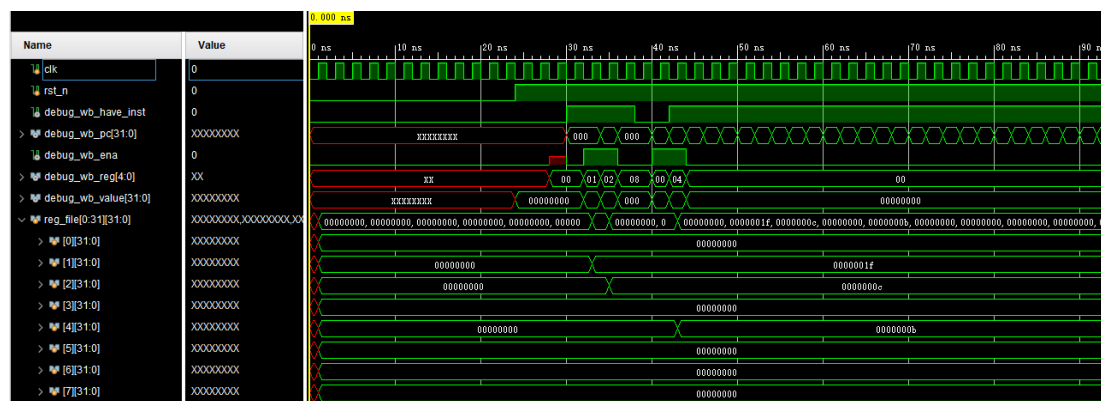 0.000 ns
Name Value 0 ns 10 ns 20 ns 30 ns 40 ns 50 ns 60 ns 70 ns 80 ns 90 n
clk 0
rst_n 0
debug_wb_have_inst 0
debug_wb_pc[31:0] XXXXXXXX XXXXXXXX 000 000
debug_wb_ena 0
debug_wb_reg[4:0] XX XX 00 01 02 08 00 04 00
debug_wb_value[31:0] XXXXXXXX XXXXXXXX 00000000 000 00000000
reg_file[0:31][31:0] XXXXXXXX,XXXXXXXX,XX 00000000,00000000,00000000,00000000,00000000,000 00000000,0 00000000,0000001f,0000000c,00000000,0000000b,00000000,00000000,00000000,00000000,0
[0][31:0] XXXXXXXX 00000000
[1][31:0] XXXXXXXX 00000000 0000001f
[2][31:0] XXXXXXXX 00000000 0000000c
[3][31:0] XXXXXXXX 00000000
[4][31:0] XXXXXXXX 00000000 0000000b
[5][31:0] XXXXXXXX 00000000
[6][31:0] XXXXXXXX 00000000
[7][31:0] XXXXXXXX 00000000